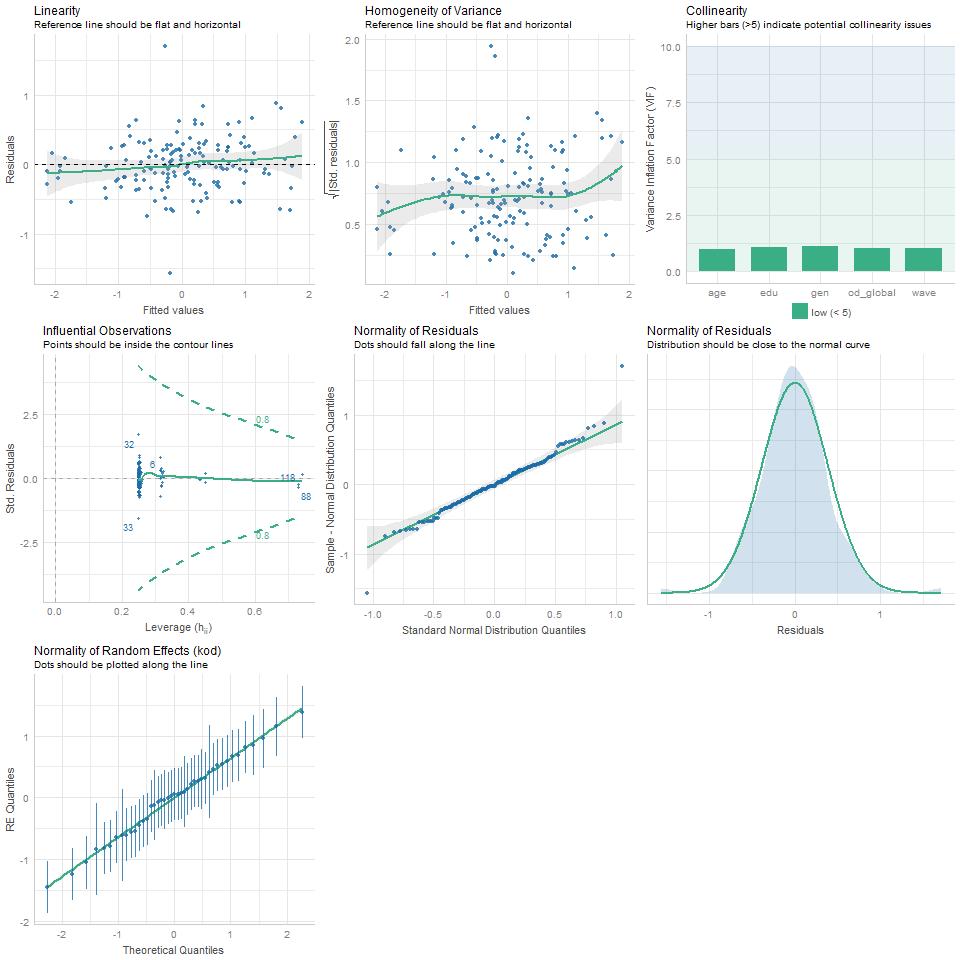 Linearity
Reference line should be flat and horizontal
Residuals
1
0
-1
-2
-1
0
1
2
Fitted values
Homogeneity of Variance
Reference line should be flat and horizontal
√|Std. residuals|
2.0
1.5
1.0
0.5
-2
-1
0
1
2
Fitted values
Collinearity
Higher bars (>5) indicate potential collinearity issues
Variance Inflation Factor (VIF)
10.0
7.5
5.0
2.5
0.0
age
edu
gen
od_global
wave
low (< 5)
Influential Observations
Points should be inside the contour lines
Std. Residuals
2.5
0.0
-2.5
0.8
32
6
118
88
33
0.8
0.0
0.2
0.4
0.6
Leverage (hii)
Normality of Residuals
Dots should fall along the line
Sample - Normal Distribution Quantiles
1
0
-1
-1.0
-0.5
0.0
0.5
1.0
Standard Normal Distribution Quantiles
Normality of Residuals
Distribution should be close to the normal curve
-1
0
1
Residuals
Normality of Random Effects (kod)
Dots should be plotted along the line
RE Quantiles
1
0
-1
-2
-2
-1
0
1
2
Theoretical Quantiles